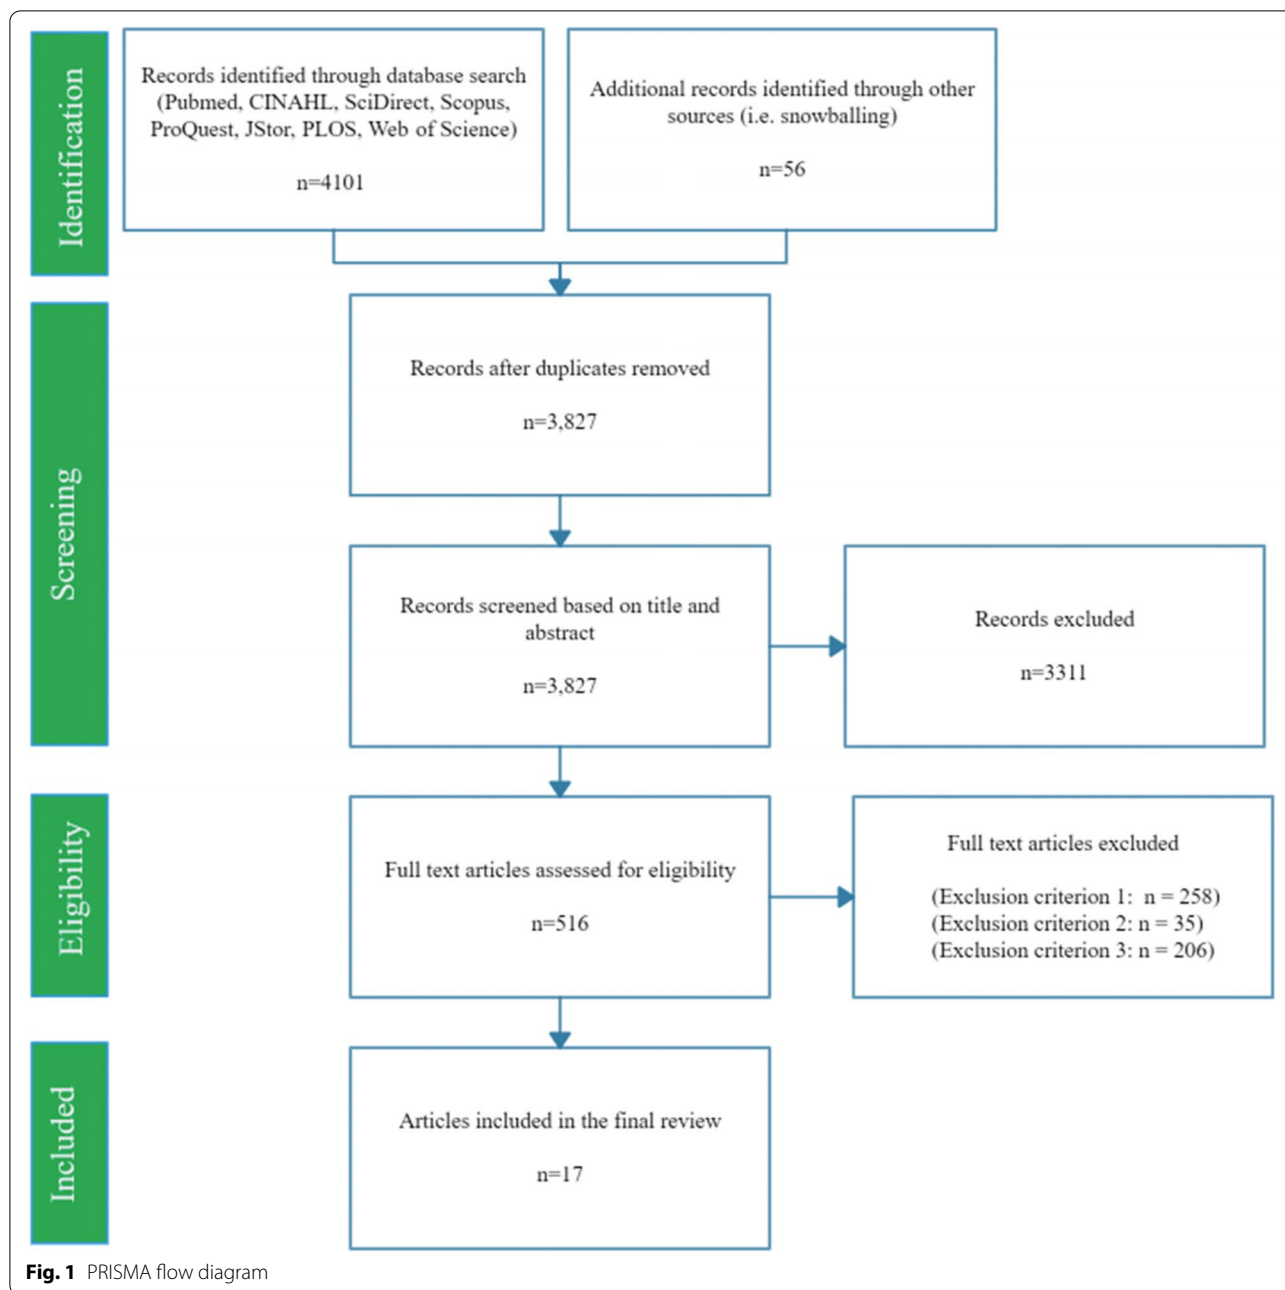 Identification
Records identified through database search
(Pubmed, CINAHL, SciDirect, Scopus,
ProQuest, JStor, PLOS, Web of Science)
n=4101
Additional records identified through other
sources (i.e. snowballing)
n=56
Screening
Records after duplicates removed
n=3,827
Records screened based on title and
abstract
n=3,827
Records excluded
n=3311
Eligibility
Full text articles assessed for eligibility
n=516
Full text articles excluded
(Exclusion criterion 1:  n = 258)
(Exclusion criterion 2: n = 35)
(Exclusion criterion 3: n = 206)
Included
Articles included in the final review
n=17
Fig. 1 PRISMA flow diagram